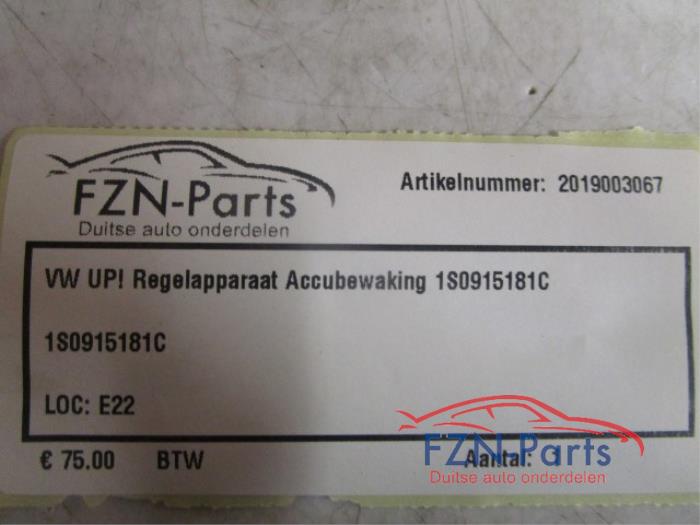 FZN-Parts
Duitse auto onderdelen
Artikelnummer: 2019003067
VW UP! Regelapparaat Accubewaking 1S0915181C
1S0915181C
LOC: E22
€ 75.00 BTW Aantal: 1
FZN-Parts
Duitse auto onderdelen